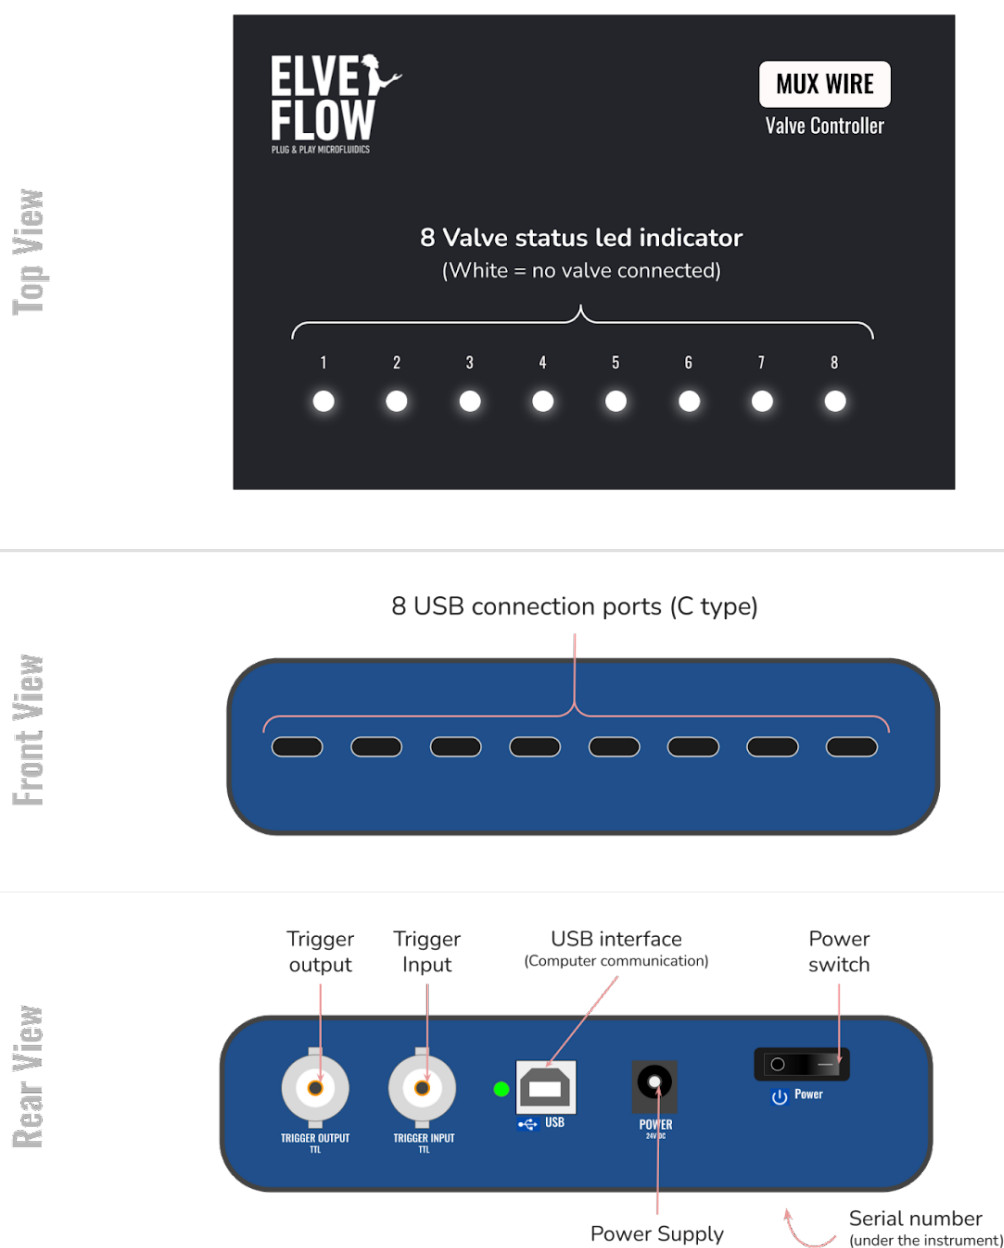 Top View
ELVE
FLOW
PLUG & PLAY MICROFLUIDICS
MUX WIRE
Valve Controller
8 Valve status led indicator
(White = no valve connected)
1 2 3 4 5 6 7 8
Front View
8 USB connection ports (C type)
Rear View
Trigger
output
Trigger
Input
USB interface
(Computer communication)
Power
switch
TRIGGER OUTPUT
TTL
TRIGGER INPUT
TTL
USB
POWER
24V DC
Power
Power Supply
Serial number
(under the instrument)